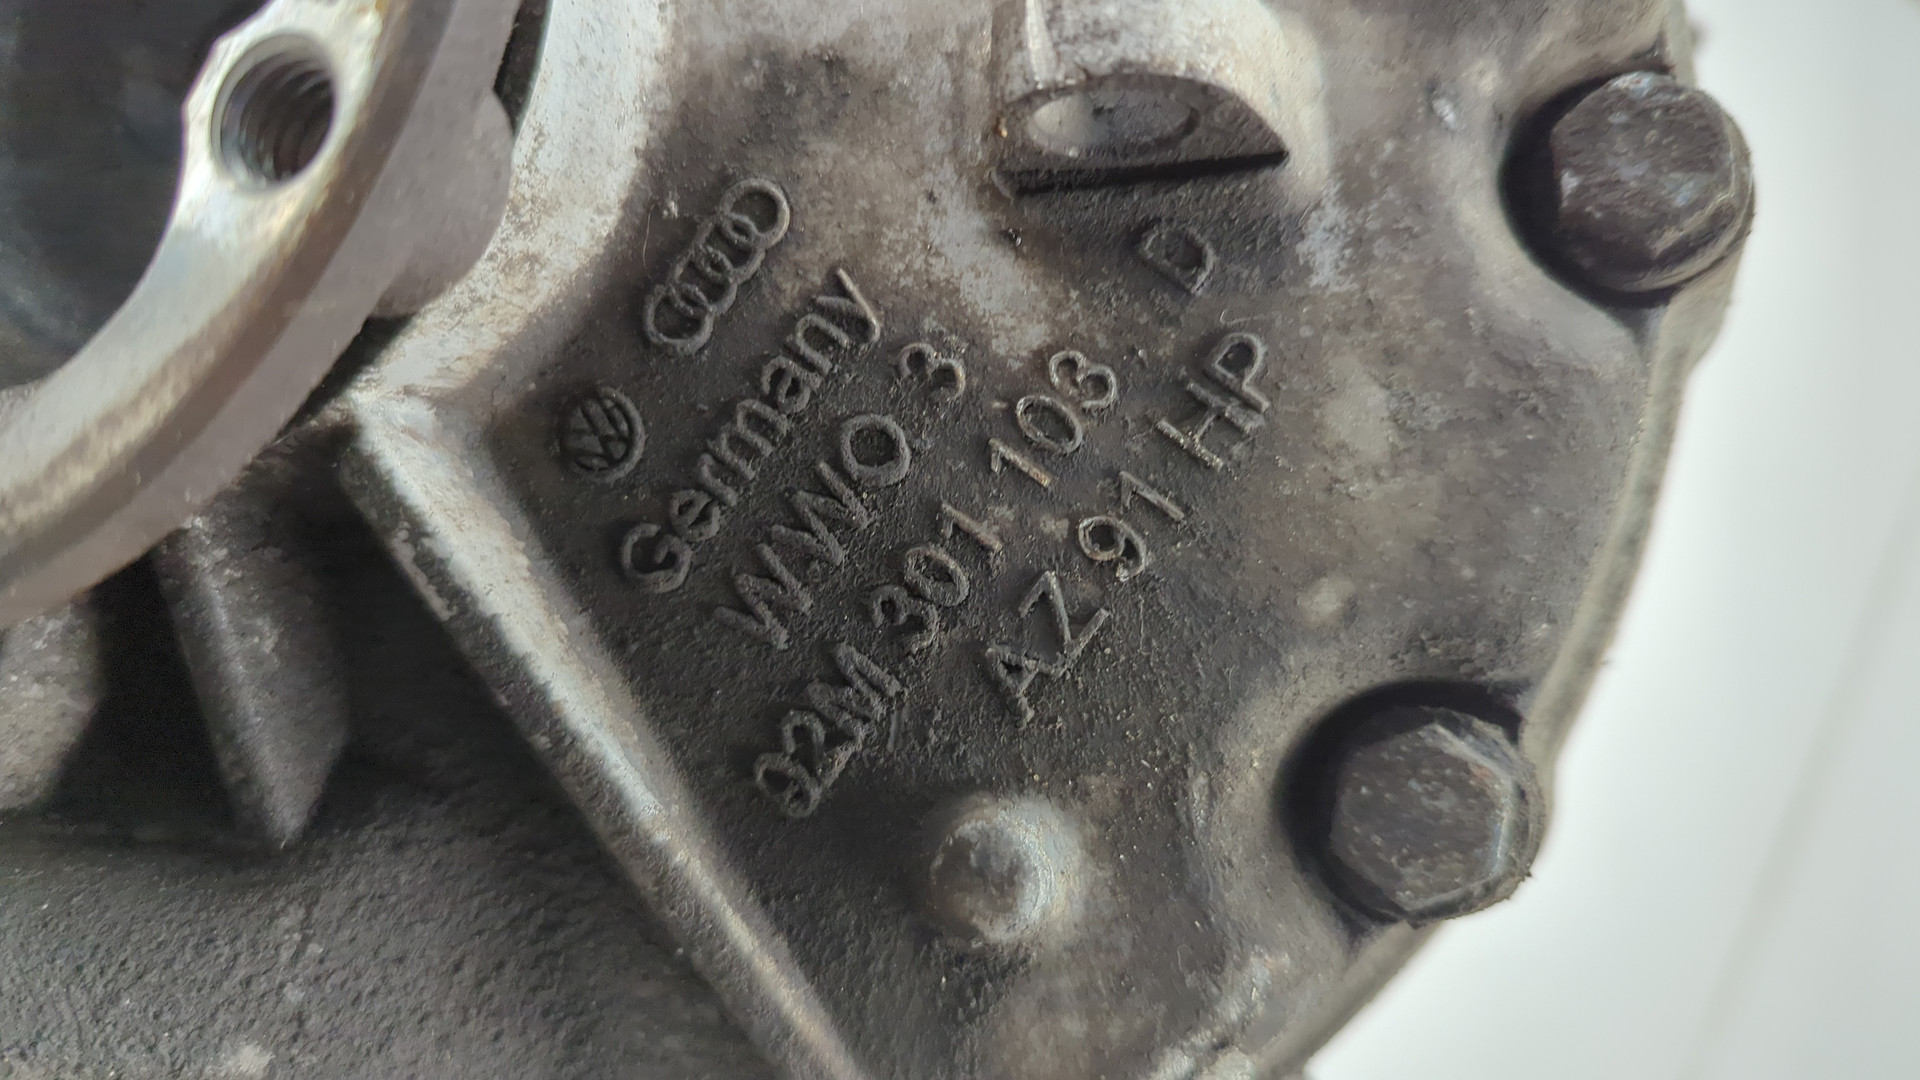 Germany
WWO 3
02M 301 103
AZ 91 HP
D